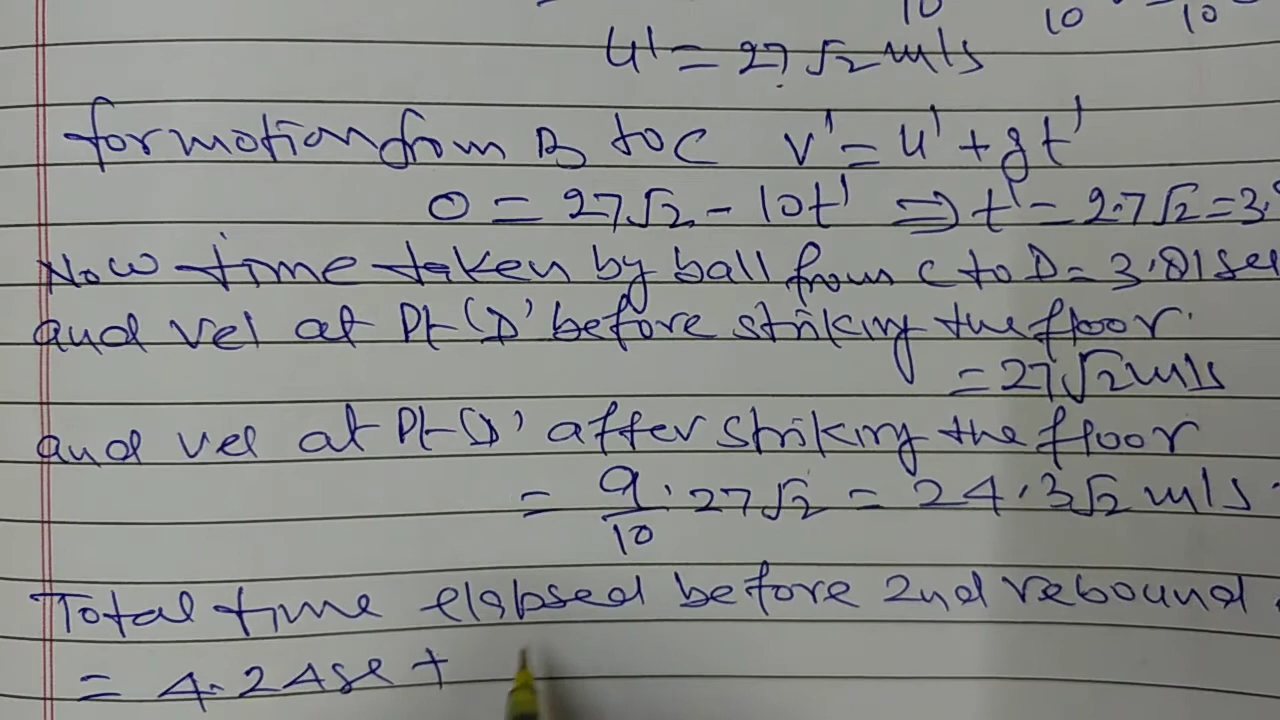 10 10 10
u' = 27√2 m/s
for motion from B to C v' = u' + gt'
0 = 27√2 - 10t' ⇒ t' = 2.7√2 = 3.
Now time taken by ball from C to D = 3.81 sec
and vel at Pt 'D' before striking the floor.
= 27√2 m/s
and vel at Pt 'D' after striking the floor
= 9/10 . 27√2 = 24.3√2 m/s.
Total time elapsed before 2nd rebound.
= 4.24 sec +